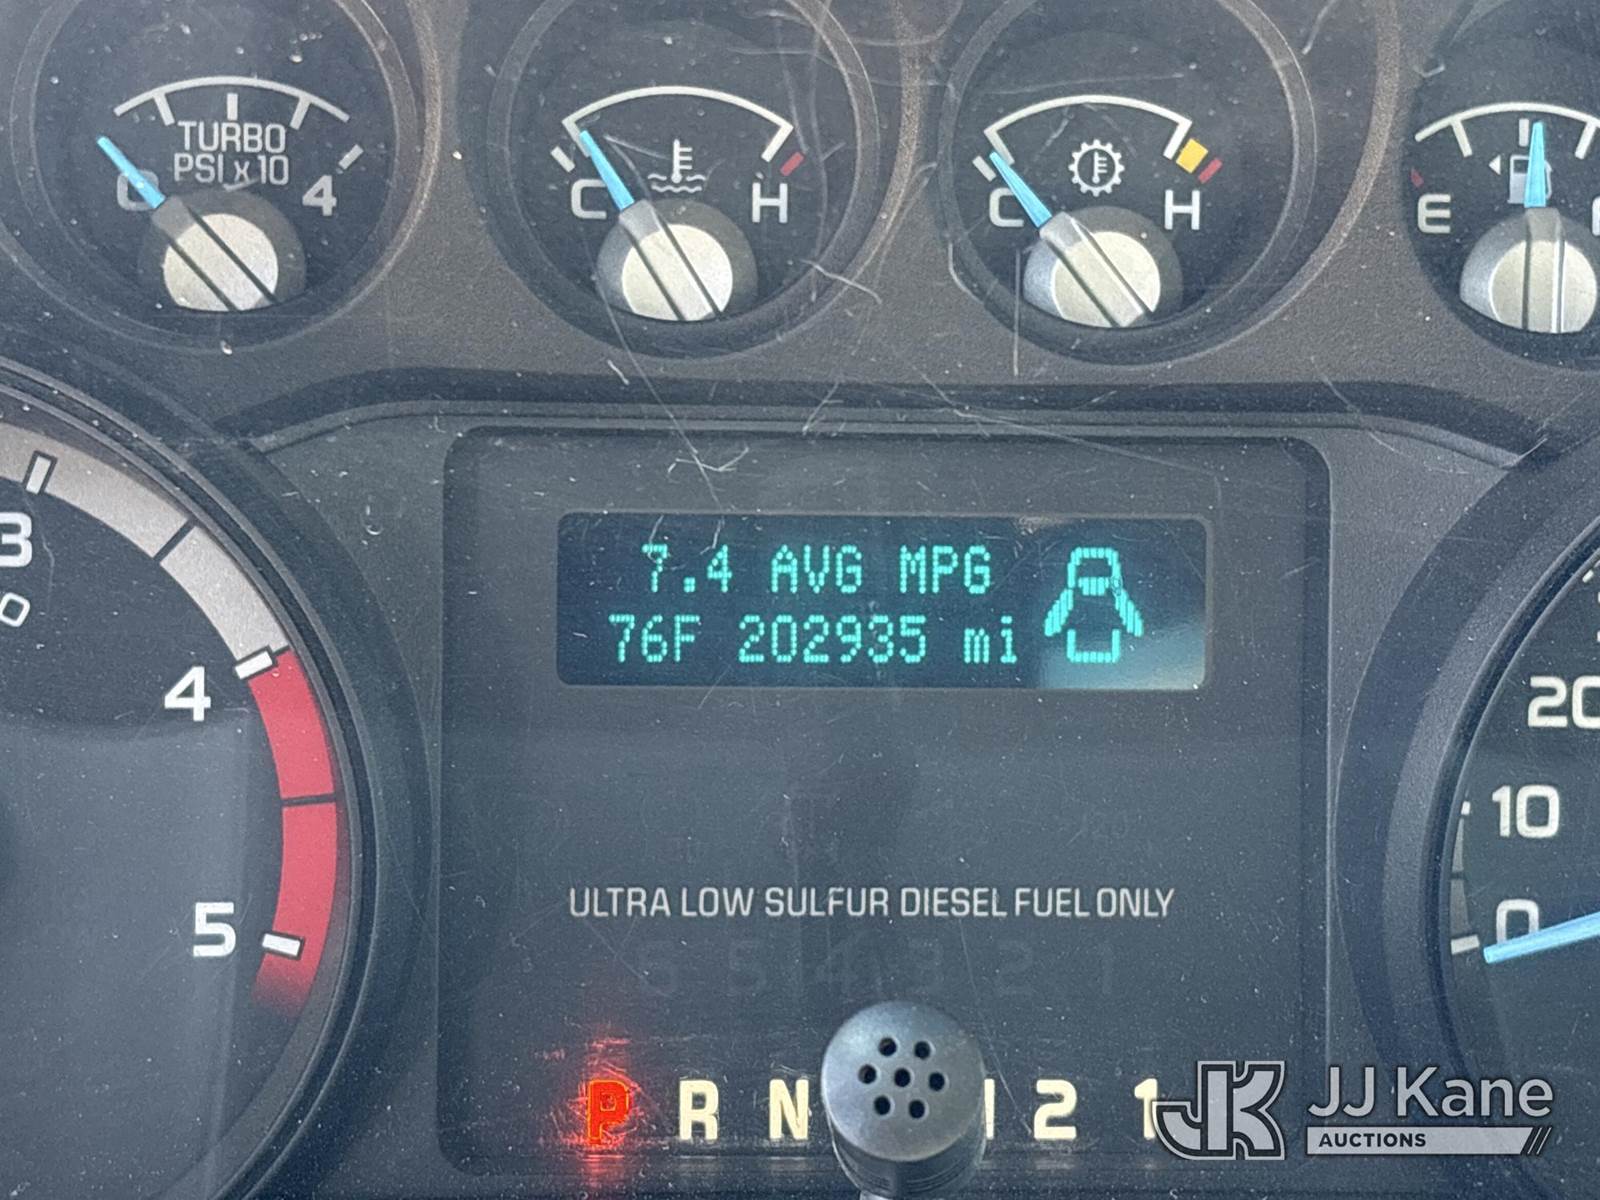 TURBO
PSI x 10
0 4
C H
C H
E
7.4 AVG MPG
76F 202935 mi
3
4
5
20
10
0
ULTRA LOW SULFUR DIESEL FUEL ONLY
P R N 2 1
JK JJ Kane
AUCTIONS